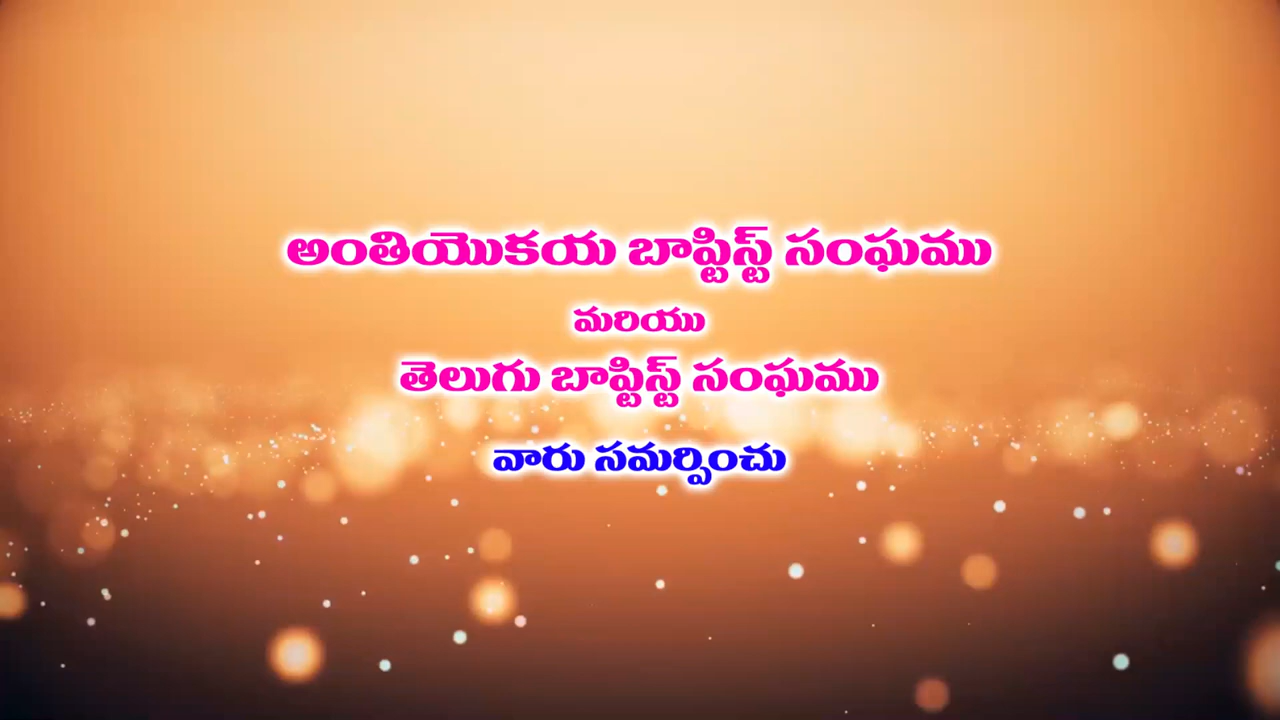 అంతియొకయ బాప్టిస్ట్ సంఘము
మరియు
తెలుగు బాప్టిస్ట్ సంఘము
వారు సమర్పించు